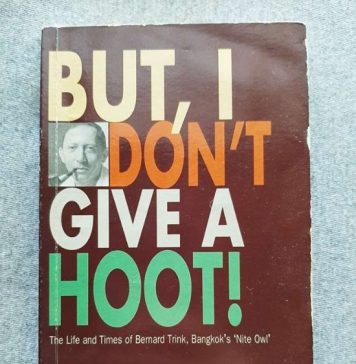 BUT, I
DON'T
GIVE A
HOOT!
The Life and Times of Bernard Trink, Bangkok's 'Nite Owl'